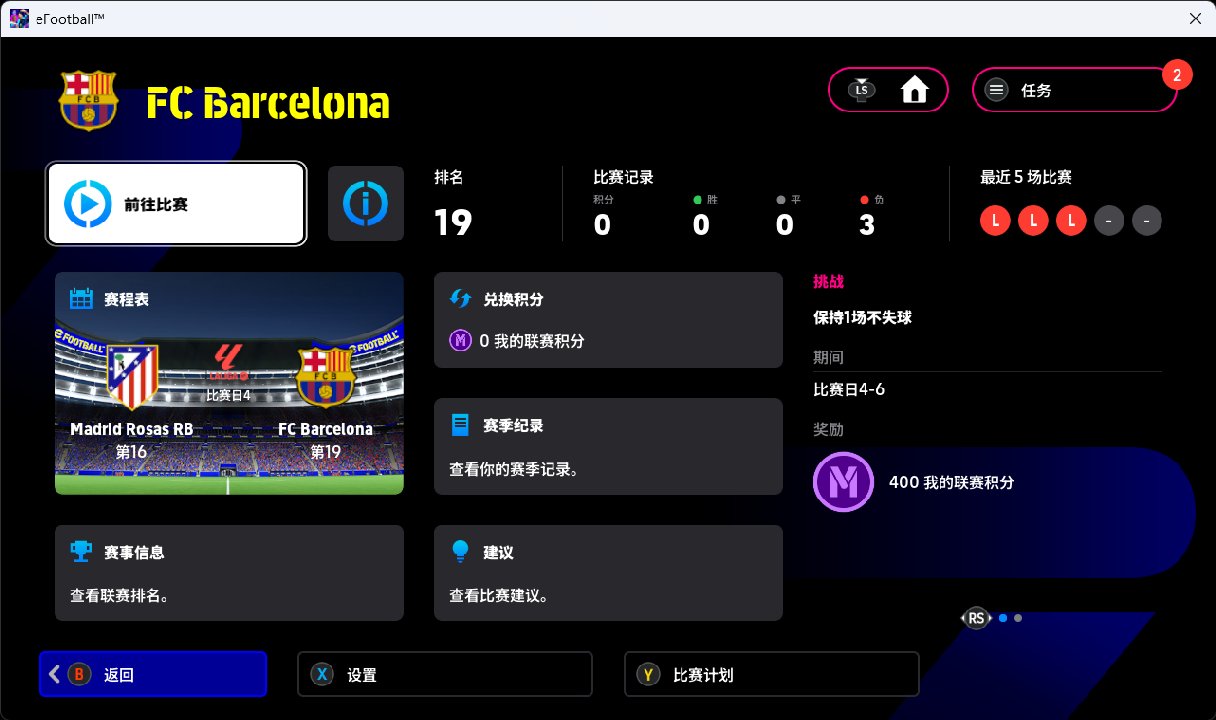 eFootball™
FC Barcelona
LS
任务
2
前往比赛
排名
19
比赛记录
积分
0
胜
0
平
0
负
3
最近 5 场比赛
L L L - -
赛程表
eFOOTBALL
eFOOTBALL
LALIGA
比赛日4
Madrid Rosas RB
第16
FC Barcelona
第19
兑换积分
0 我的联赛积分
赛季纪录
查看你的赛季记录。
赛事信息
查看联赛排名。
建议
查看比赛建议。
挑战
保持1场不失球
期间
比赛日4-6
奖励
400 我的联赛积分
RS
B 返回
X 设置
Y 比赛计划